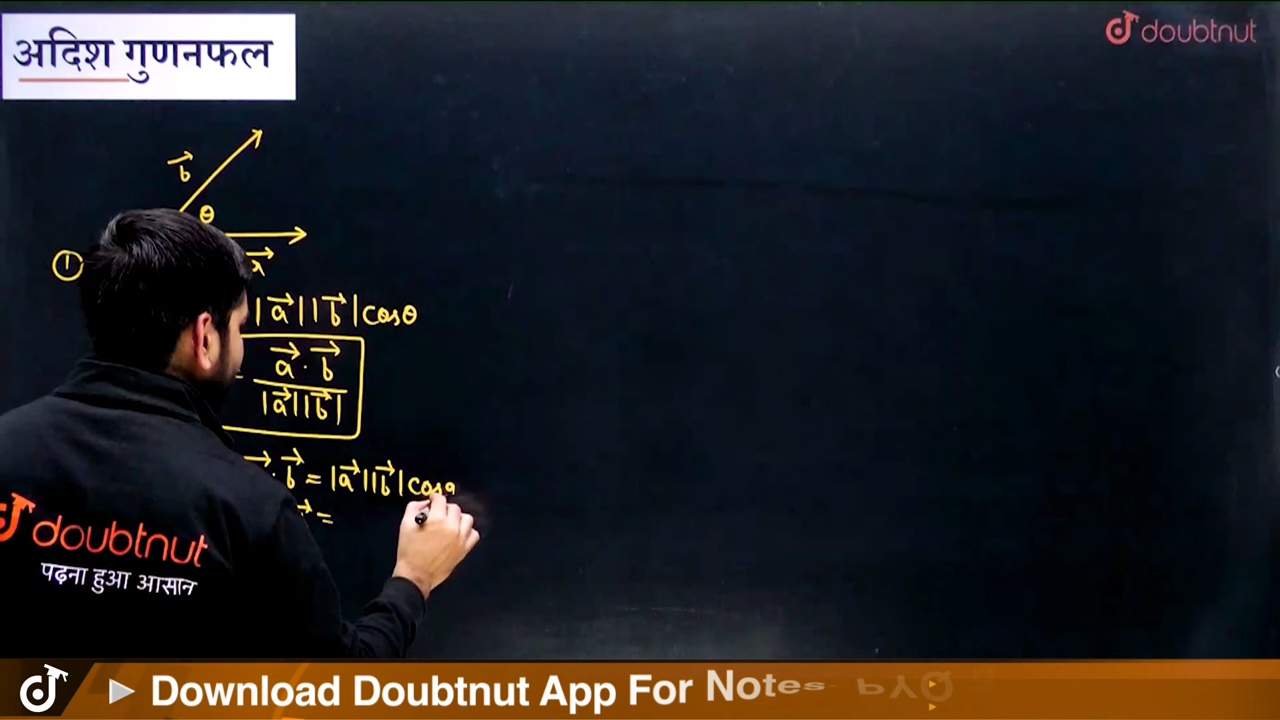 अदिश गुणनफल
doubtnut
b⃗
θ
①
a⃗
|a⃗||b⃗|cosθ
a⃗·b⃗
|a⃗||b⃗|
·b⃗ = |a⃗||b⃗|cos
=
doubtnut
पढ़ना हुआ आसान
Download Doubtnut App For Notes